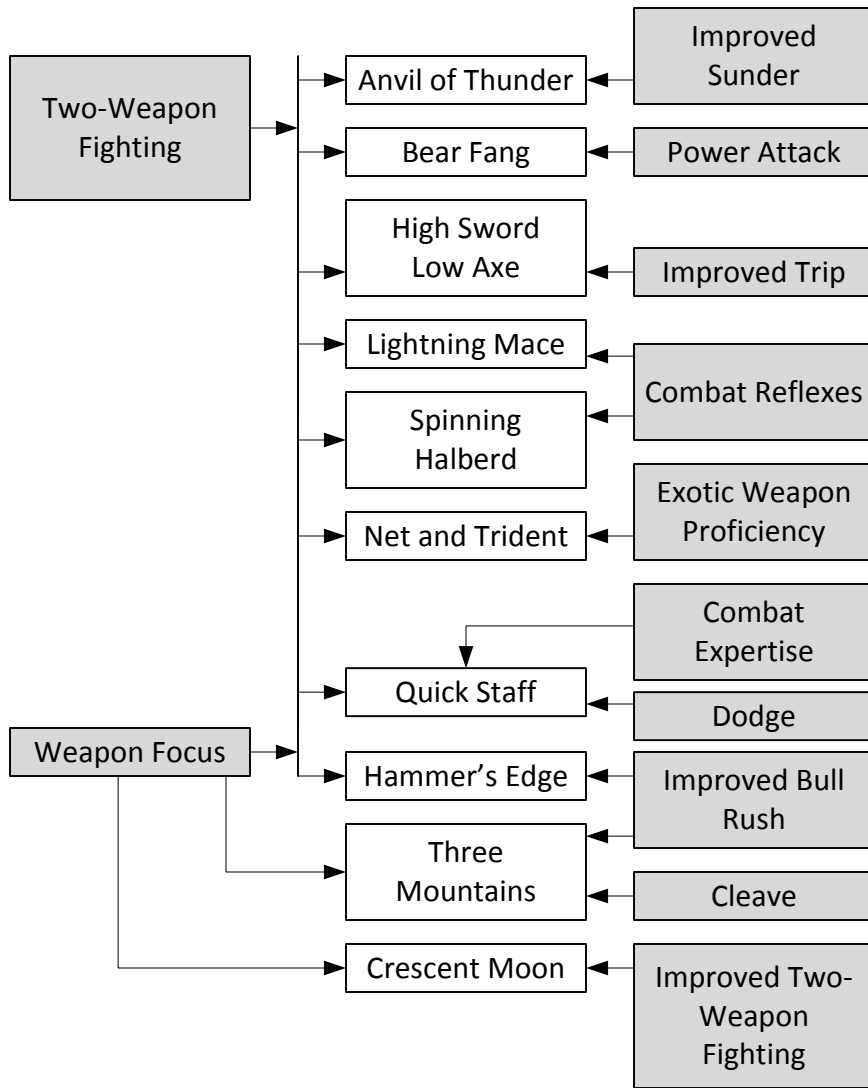 Two-Weapon
Fighting
Anvil of Thunder
Improved
Sunder
Bear Fang
Power Attack
High Sword
Low Axe
Improved Trip
Lightning Mace
Combat Reflexes
Spinning
Halberd
Net and Trident
Exotic Weapon
Proficiency
Combat
Expertise
Quick Staff
Dodge
Weapon Focus
Hammer’s Edge
Improved Bull
Rush
Three
Mountains
Cleave
Crescent Moon
Improved Two-
Weapon
Fighting